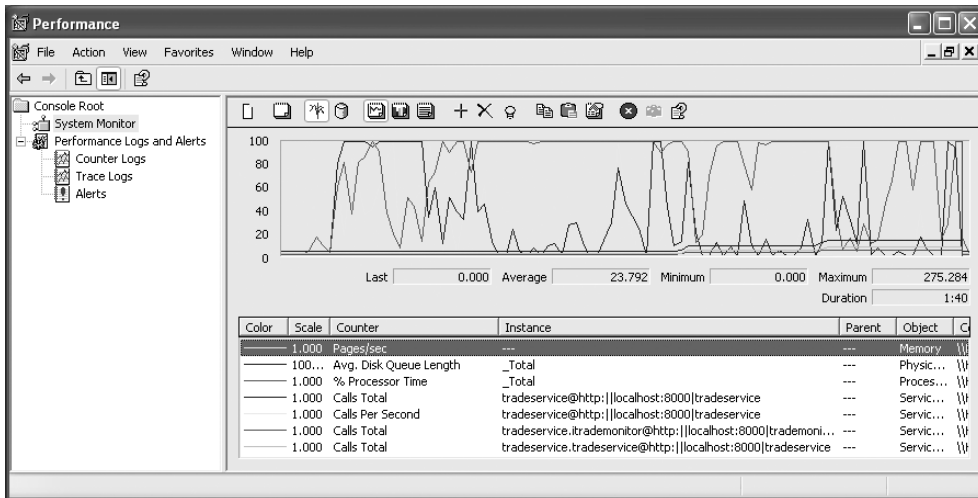 Performance
File Action View Favorites Window Help
Console Root
System Monitor
Performance Logs and Alerts
Counter Logs
Trace Logs
Alerts
100
80
60
40
20
0
Last 0.000 Average 23.792 Minimum 0.000 Maximum 275.284
Duration 1:40
Color Scale Counter Instance Parent Object
1.000 Pages/sec --- --- Memory
100... Avg. Disk Queue Length _Total --- Physic...
1.000 % Processor Time _Total --- Proces...
1.000 Calls Total tradeservice@http:||localhost:8000|tradeservice --- Servic...
1.000 Calls Per Second tradeservice@http:||localhost:8000|tradeservice --- Servic...
1.000 Calls Total tradeservice.itrademonitor@http:||localhost:8000|trademoni... --- Servic...
1.000 Calls Total tradeservice.tradeservice@http:||localhost:8000|tradeservice --- Servic...